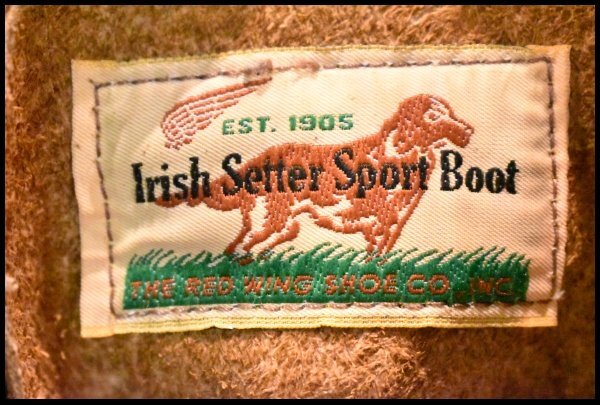 EST. 1905
Irish Setter Sport Boot
THE RED WING SHOE CO. INC.